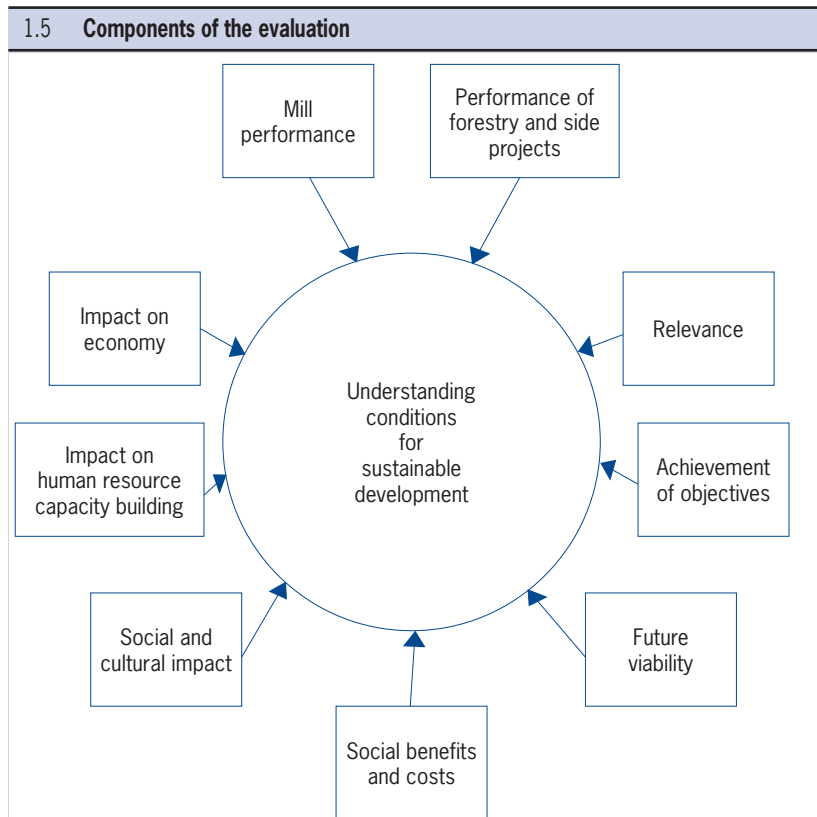 1.5 Components of the evaluation
Mill
performance
Performance of
forestry and side
projects
Impact on
economy
Relevance
Understanding
conditions
for
sustainable
development
Impact on
human resource
capacity building
Achievement
of objectives
Social and
cultural impact
Future
viability
Social benefits
and costs